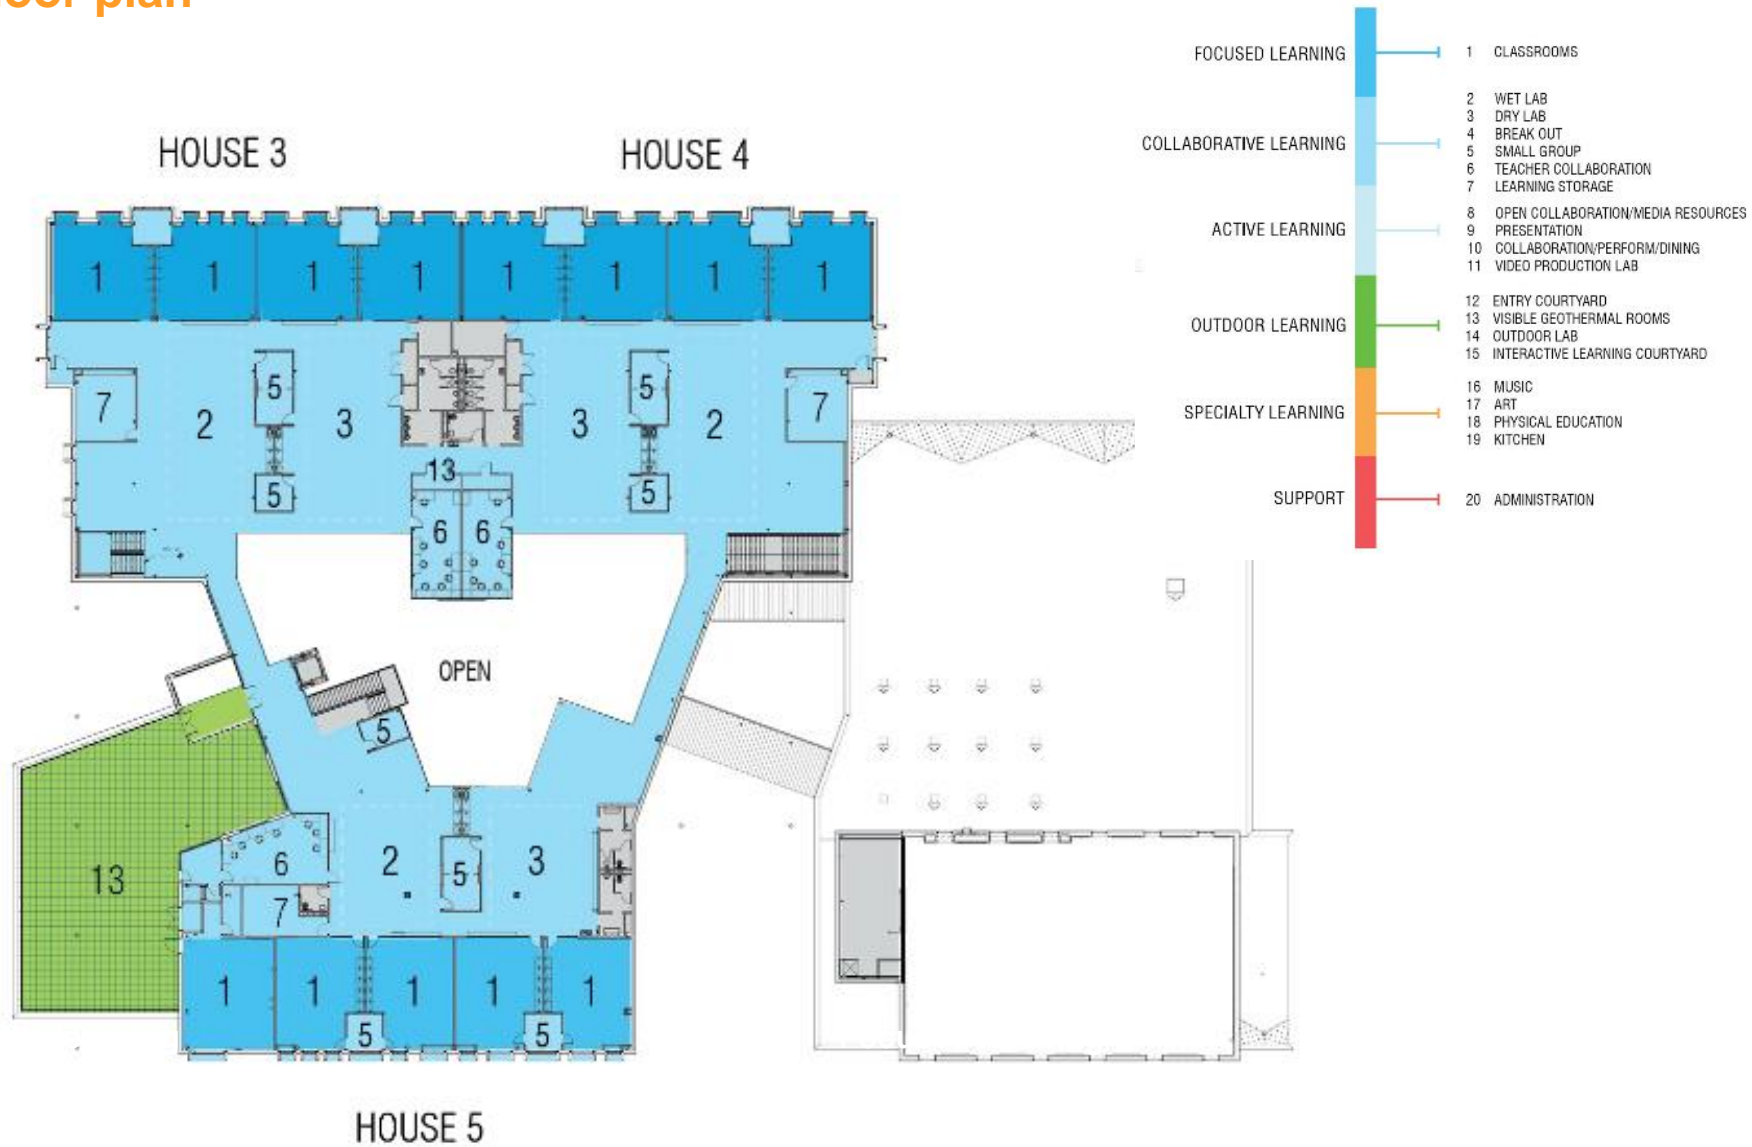 oor plan
HOUSE 3
HOUSE 4
1 1 1 1 1 1 1 1
7 2 5 3 3 5 2 7
13
5 5
6 6
OPEN
5
13
6 2 5 3
7
1 1 1 1 1
5 5
HOUSE 5
FOCUSED LEARNING
1 CLASSROOMS
COLLABORATIVE LEARNING
2 WET LAB
3 DRY LAB
4 BREAK OUT
5 SMALL GROUP
6 TEACHER COLLABORATION
7 LEARNING STORAGE
ACTIVE LEARNING
8 OPEN COLLABORATION/MEDIA RESOURCES
9 PRESENTATION
10 COLLABORATION/PERFORM/DINING
11 VIDEO PRODUCTION LAB
OUTDOOR LEARNING
12 ENTRY COURTYARD
13 VISIBLE GEOTHERMAL ROOMS
14 OUTDOOR LAB
15 INTERACTIVE LEARNING COURTYARD
SPECIALTY LEARNING
16 MUSIC
17 ART
18 PHYSICAL EDUCATION
19 KITCHEN
SUPPORT
20 ADMINISTRATION